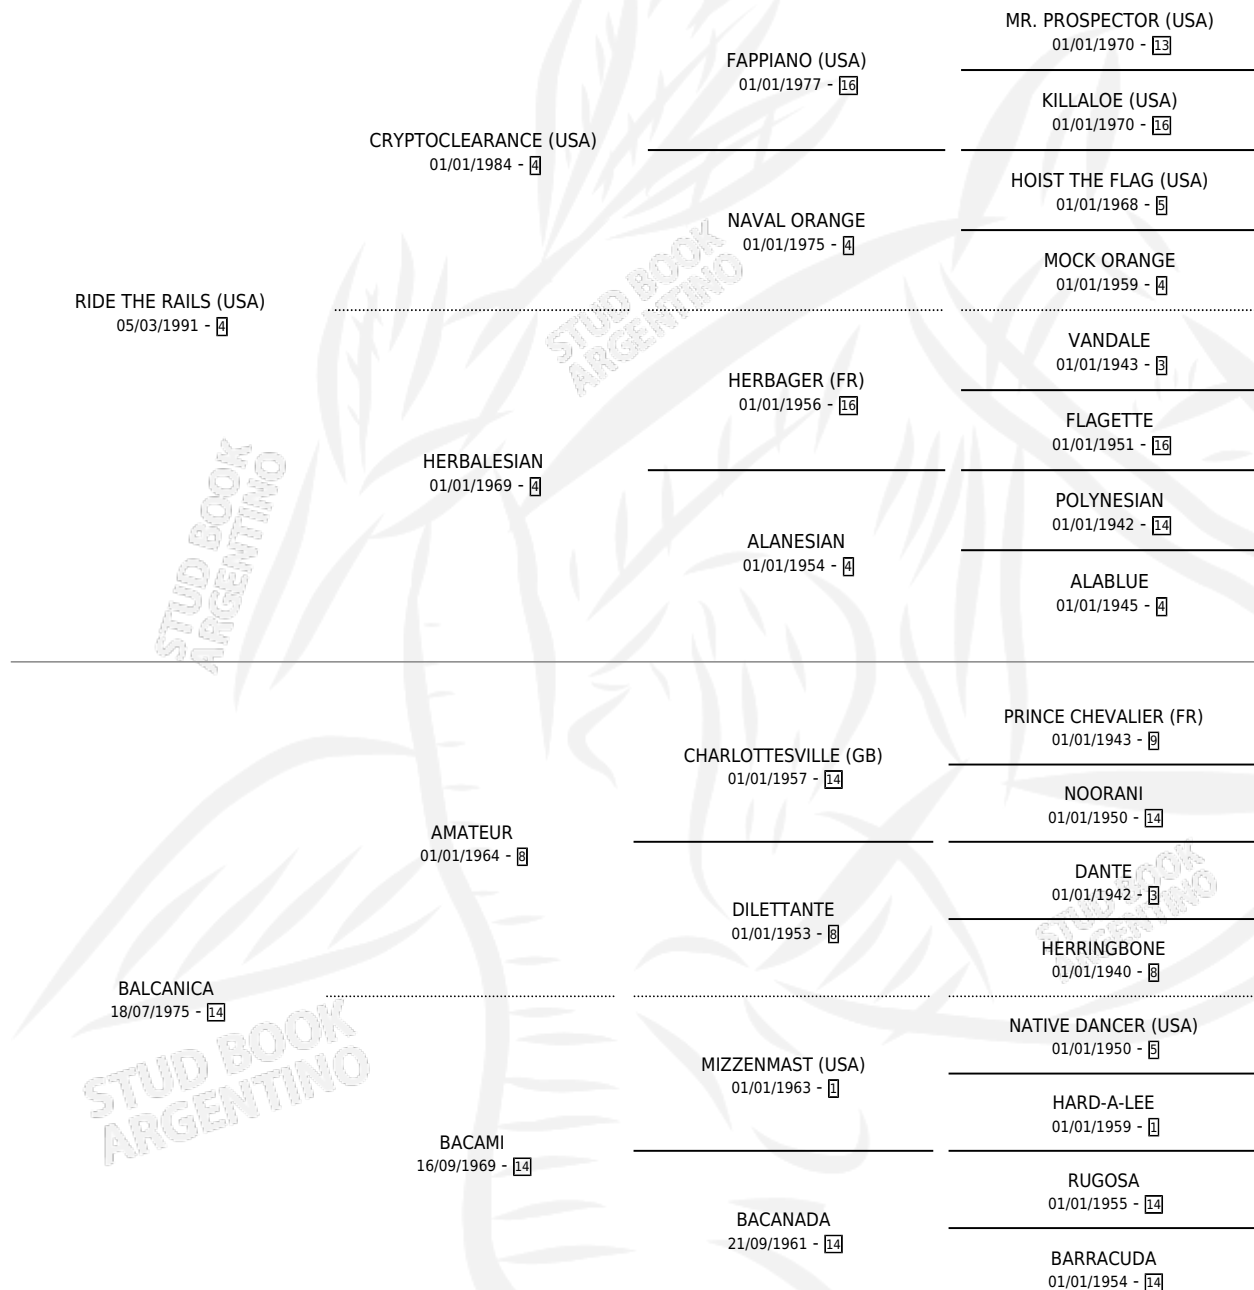 MR. PROSPECTOR (USA)
01/01/1970 - 13
FAPPIANO (USA)
01/01/1977 - 16
KILLALOE (USA)
01/01/1970 - 16
CRYPTOCLEARANCE (USA)
01/01/1984 - 4
HOIST THE FLAG (USA)
01/01/1968 - 5
NAVAL ORANGE
01/01/1975 - 4
MOCK ORANGE
01/01/1959 - 4
RIDE THE RAILS (USA)
05/03/1991 - 4
VANDALE
01/01/1943 - 3
HERBAGER (FR)
01/01/1956 - 16
FLAGETTE
01/01/1951 - 16
HERBALESIAN
01/01/1969 - 4
POLYNESIAN
01/01/1942 - 14
ALANESIAN
01/01/1954 - 4
ALABLUE
01/01/1945 - 4
PRINCE CHEVALIER (FR)
01/01/1943 - 9
CHARLOTTESVILLE (GB)
01/01/1957 - 14
NOORANI
01/01/1950 - 14
AMATEUR
01/01/1964 - 8
DANTE
01/01/1942 - 3
DILETTANTE
01/01/1953 - 8
HERRINGBONE
01/01/1940 - 8
BALCANICA
18/07/1975 - 14
NATIVE DANCER (USA)
01/01/1950 - 5
MIZZENMAST (USA)
01/01/1963 - 1
HARD-A-LEE
01/01/1959 - 1
BACAMI
16/09/1969 - 14
RUGOSA
01/01/1955 - 14
BACANADA
21/09/1961 - 14
BARRACUDA
01/01/1954 - 14
STUD BOOK
ARGENTINO
STUD BOOK
ARGENTINO
STUD BOOK
ARGENTINO
STUD BOOK
ARGENTINO